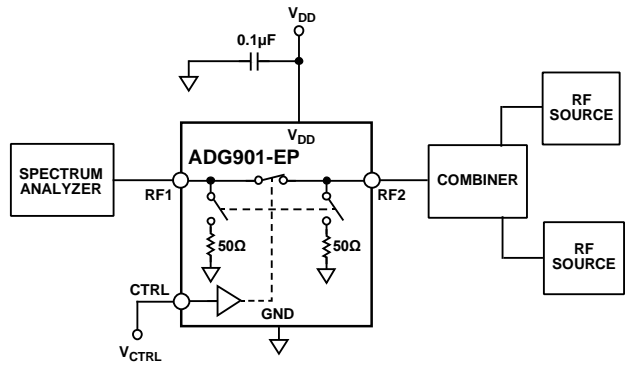 VDD
0.1µF
VDD
ADG901-EP
RF
SOURCE
SPECTRUM
ANALYZER
RF1
RF2
COMBINER
50Ω
50Ω
RF
SOURCE
CTRL
GND
VCTRL